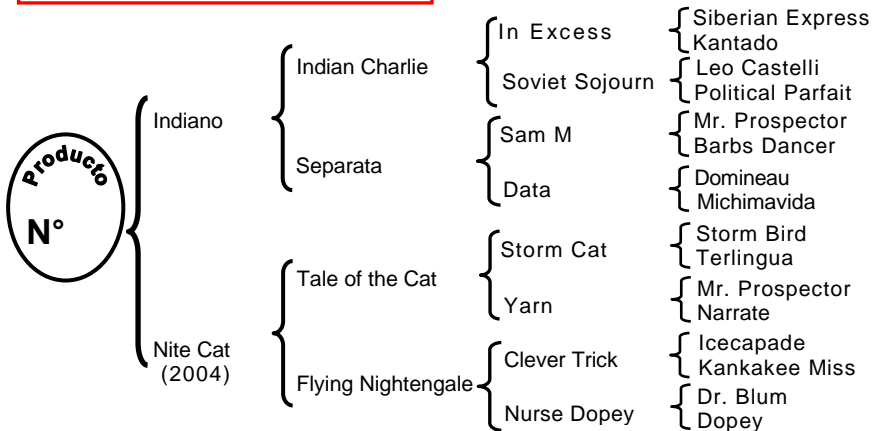 Producto
N°
Indiano
Nite Cat
(2004)
Indian Charlie
Separata
Tale of the Cat
Flying Nightengale
In Excess
Soviet Sojourn
Sam M
Data
Storm Cat
Yarn
Clever Trick
Nurse Dopey
Siberian Express
Kantado
Leo Castelli
Political Parfait
Mr. Prospector
Barbs Dancer
Domineau
Michimavida
Storm Bird
Terlingua
Mr. Prospector
Narrate
Icecapade
Kankakee Miss
Dr. Blum
Dopey